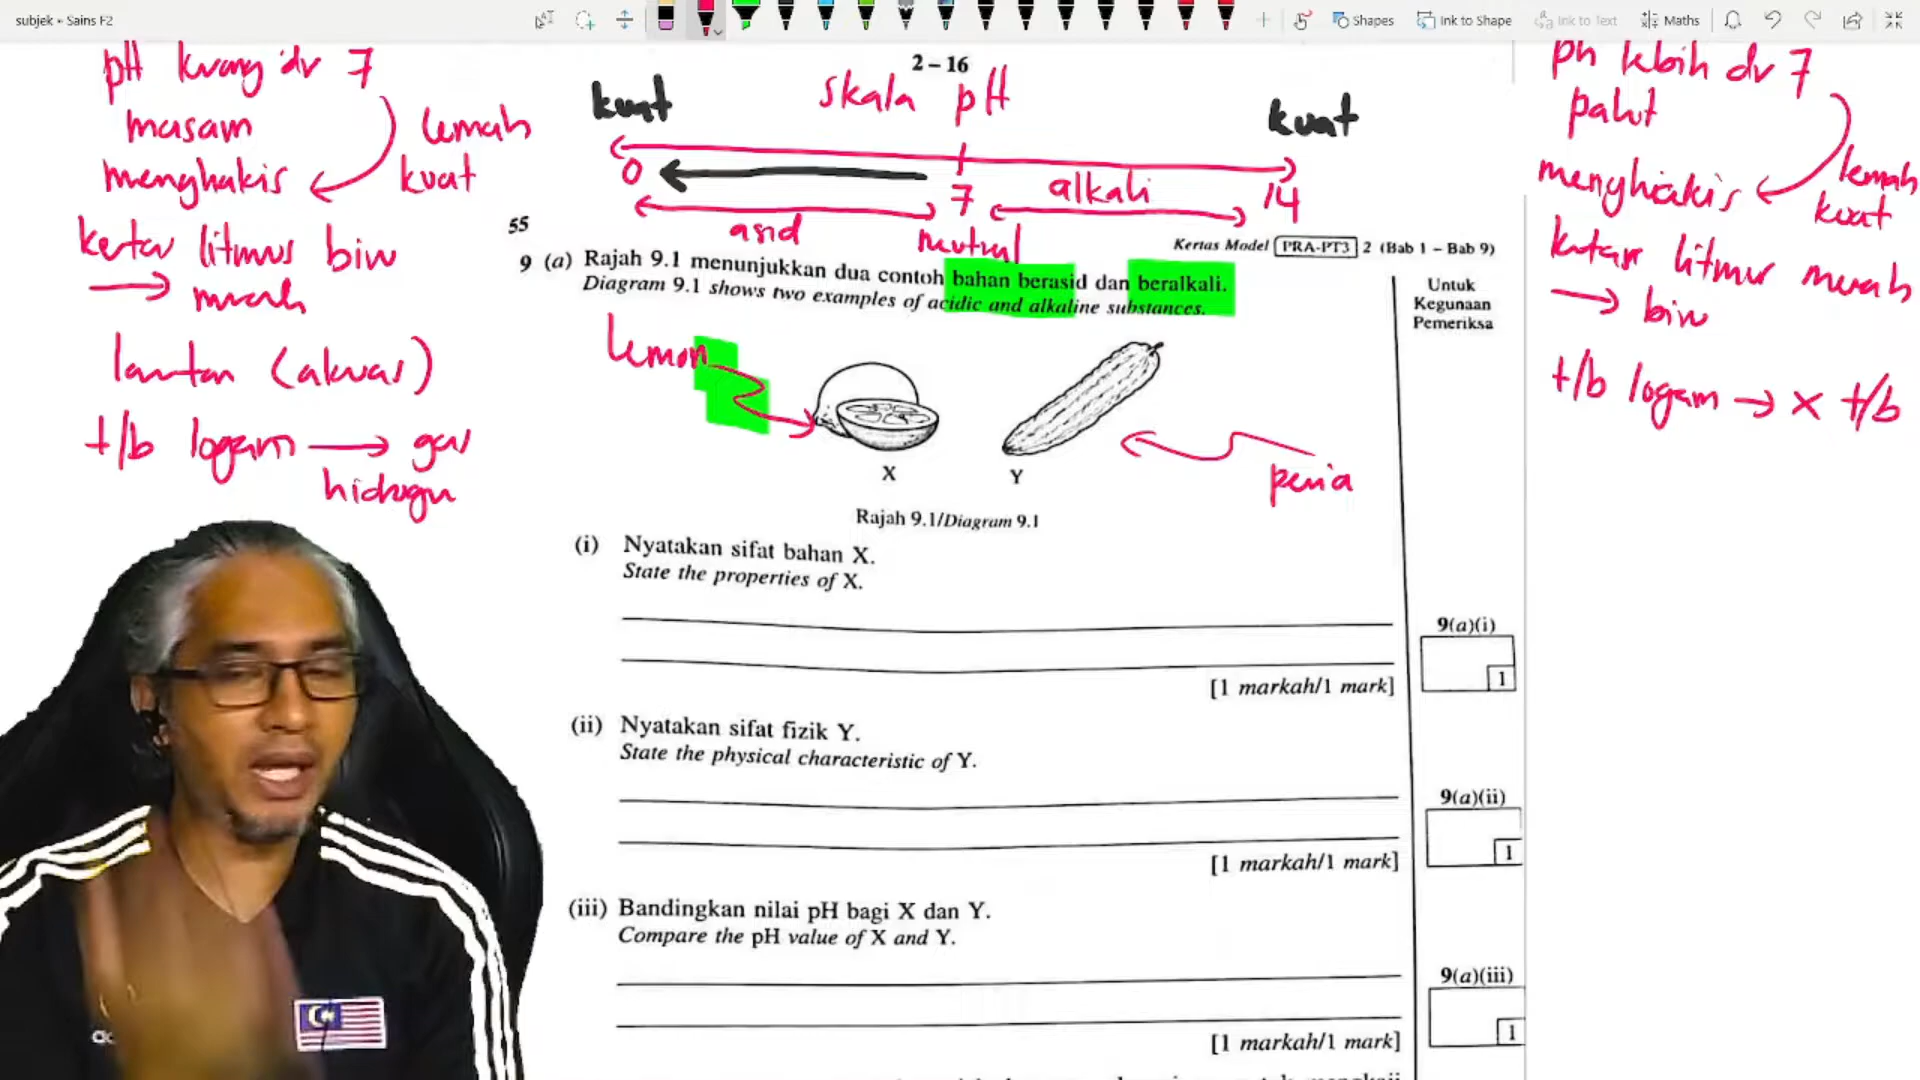 subjek - Sains F2
Shapes
Ink to Shape
Ink to Text
Maths
pH kurang dr 7
masam
menghakis
lemah
kuat
kertas litmus biru
→ merah
larutan (akuas)
t/b logam → gas
hidrogen
2 – 16
skala pH
kuat
kuat
0
7
14
asid
neutral
alkali
ph lebih dr 7
pahit
menghakis
lemah
kuat
kertas litmus merah
→ biru
t/b logam → x t/b
55
Kertas Model PRA-PT3 2 (Bab 1 – Bab 9)
9 (a) Rajah 9.1 menunjukkan dua contoh bahan berasid dan beralkali.
Diagram 9.1 shows two examples of acidic and alkaline substances.
Untuk
Kegunaan
Pemeriksa
lemon
peria
X
Y
Rajah 9.1/Diagram 9.1
(i) Nyatakan sifat bahan X.
State the properties of X.
9(a)(i)
1
[1 markah/1 mark]
(ii) Nyatakan sifat fizik Y.
State the physical characteristic of Y.
9(a)(ii)
1
[1 markah/1 mark]
(iii) Bandingkan nilai pH bagi X dan Y.
Compare the pH value of X and Y.
9(a)(iii)
1
[1 markah/1 mark]